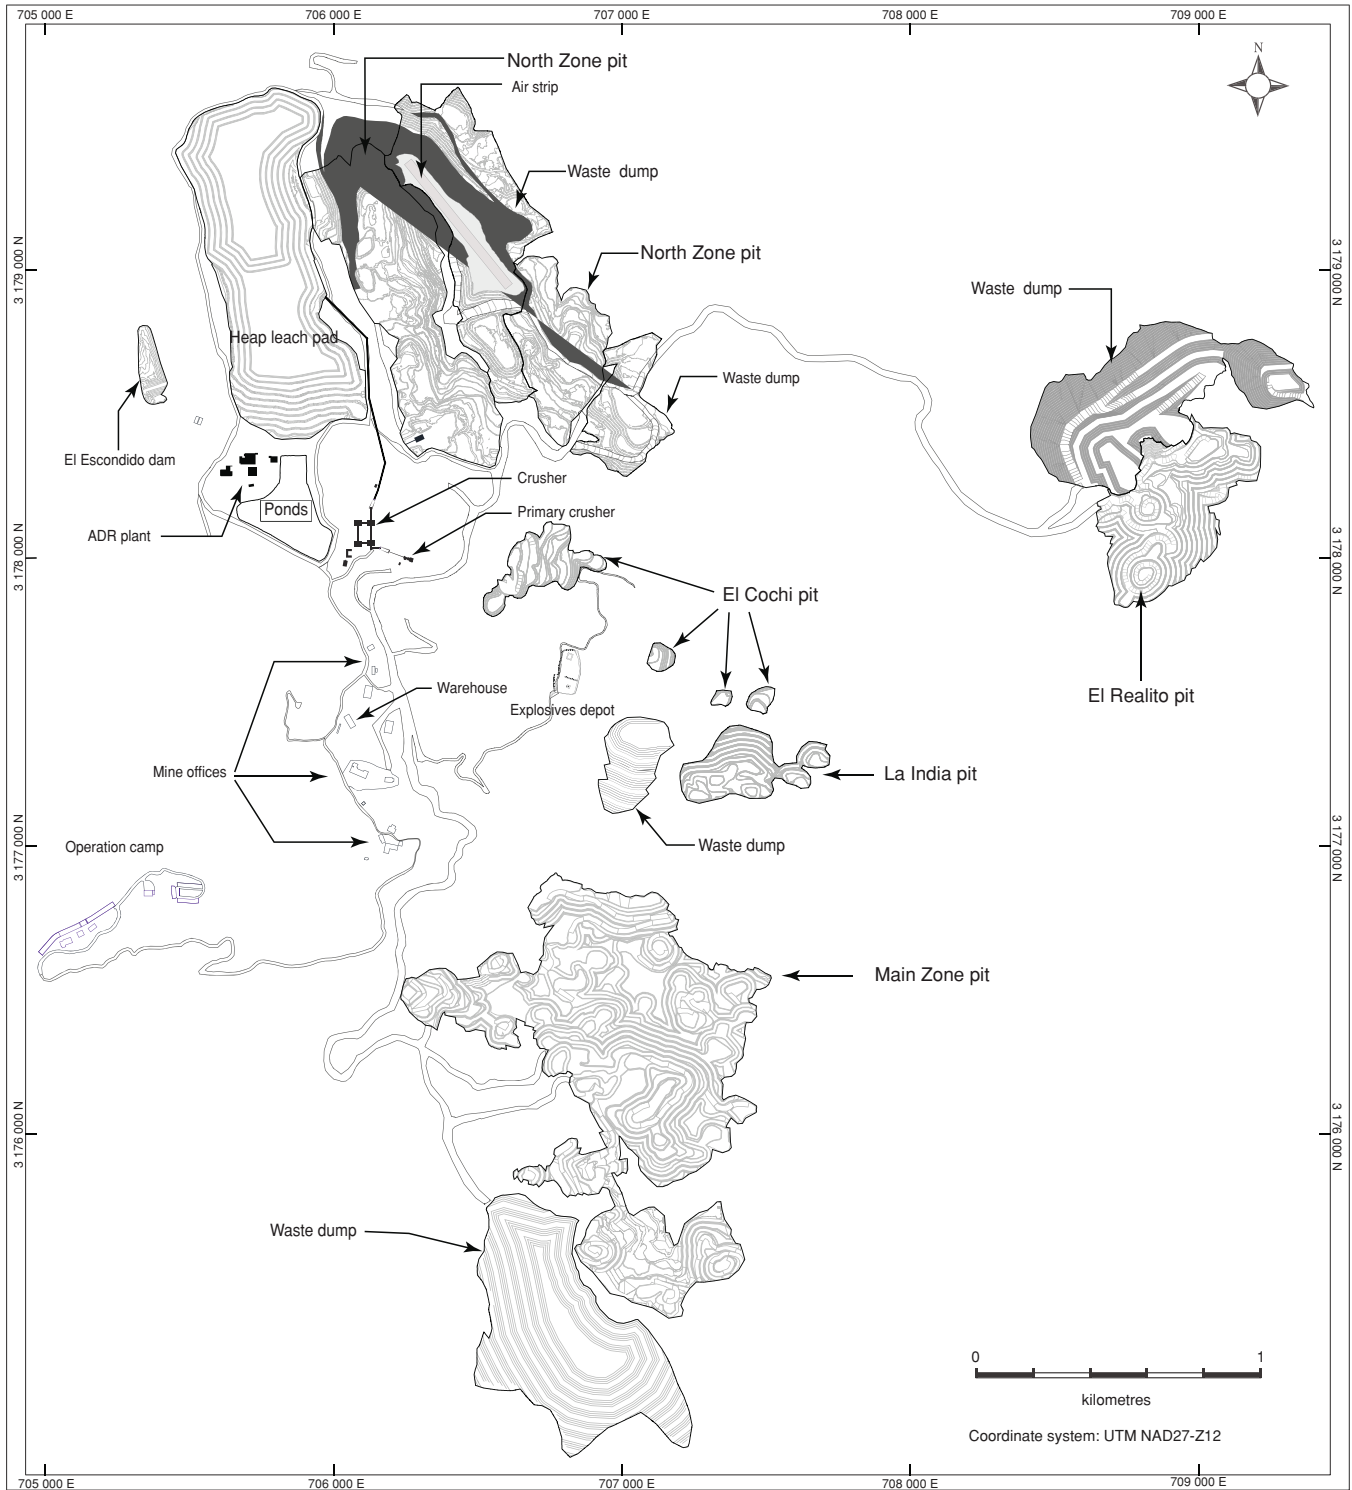 705 000 E
706 000 E
707 000 E
708 000 E
709 000 E
N
North Zone pit
Air strip
Waste dump
3 179 000 N
North Zone pit
3 179 000 N
Waste dump
Heap leach pad
Waste dump
El Escondido dam
Crusher
Ponds
Primary crusher
ADR plant
3 178 000 N
El Cochi pit
3 178 000 N
Warehouse
El Realito pit
Explosives depot
Mine offices
La India pit
3 177 000 N
Operation camp
Waste dump
3 177 000 N
Main Zone pit
3 176 000 N
3 176 000 N
Waste dump
0
1
kilometres
Coordinate system: UTM NAD27-Z12
705 000 E
706 000 E
707 000 E
708 000 E
709 000 E